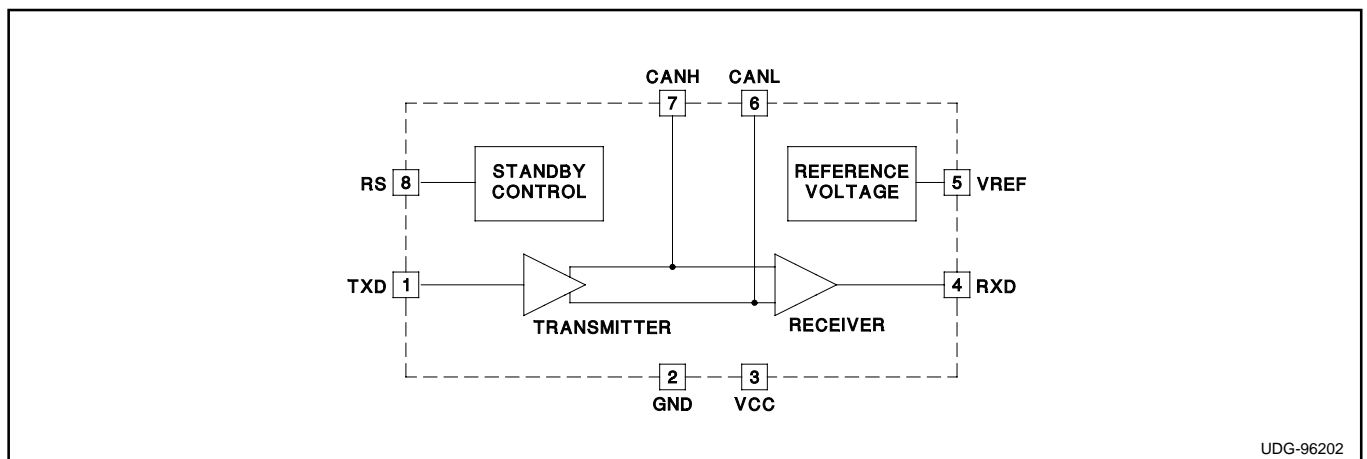 CANH CANL
7 6
STANDBY
CONTROL
REFERENCE
VOLTAGE
RS 8
5 VREF
TXD 1
4 RXD
TRANSMITTER
RECEIVER
2 3
GND VCC
UDG-96202